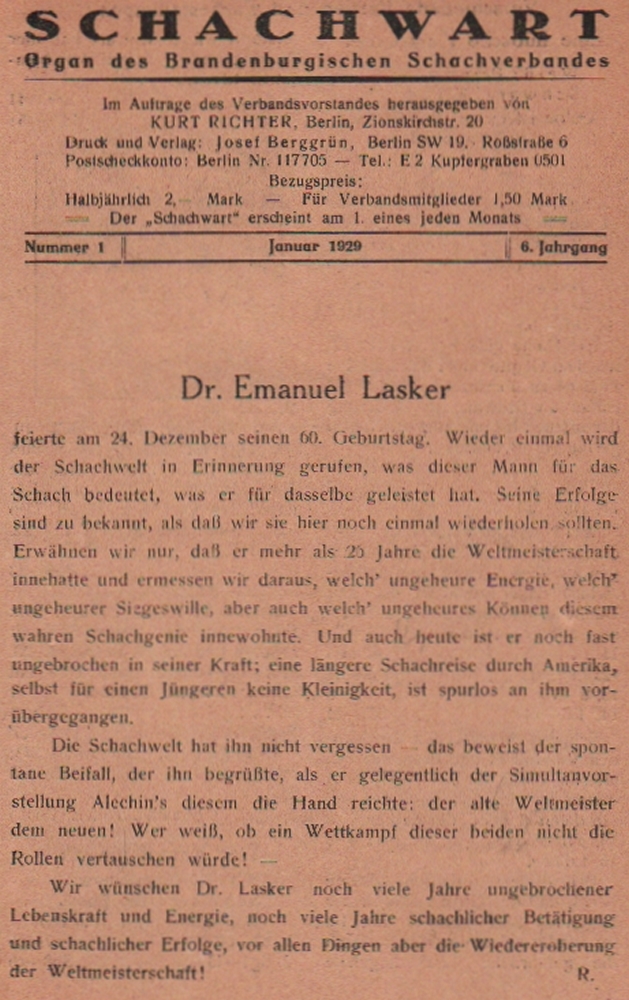 SCHACHWART
Organ des Brandenburgischen Schachverbandes
Im Auftrage des Verbandsvorstandes herausgegeben von
KURT RICHTER, Berlin, Zionskirchstr. 20
Druck und Verlag: Josef Berggrün, Berlin SW 19, Roßstraße 6
Postscheckkonto: Berlin Nr. 117705 — Tel.: E 2 Kupfergraben 0501
Bezugspreis:
Halbjährlich 2,— Mark — Für Verbandsmitglieder 1,50 Mark
Der „Schachwart“ erscheint am 1. eines jeden Monats
Nummer 1 Januar 1929 6. Jahrgang
Dr. Emanuel Lasker
feierte am 24. Dezember seinen 60. Geburtstag. Wieder einmal wird
der Schachwelt in Erinnerung gerufen, was dieser Mann für das
Schach bedeutet, was er für dasselbe geleistet hat. Seine Erfolge
sind zu bekannt, als daß wir sie hier noch einmal wiederholen sollten.
Erwähnen wir nur, daß er mehr als 25 Jahre die Weltmeisterschaft
innehatte und ermessen wir daraus, welch’ ungeheure Energie, welch’
ungeheurer Siegeswille, aber auch welch’ ungeheures Können diesem
wahren Schachgenie innewohnte. Und auch heute ist er noch fast
ungebrochen in seiner Kraft; eine längere Schachreise durch Amerika,
selbst für einen Jüngeren keine Kleinigkeit, ist spurlos an ihm vor-
übergegangen.
Die Schachwelt hat ihn nicht vergessen — das beweist der spon-
tane Beifall, der ihn begrüßte, als er gelegentlich der Simultanvor-
stellung Alechin's diesem die Hand reichte: der alte Weltmeister
dem neuen! Wer weiß, ob ein Wettkampf dieser beiden nicht die
Rollen vertauschen würde! —
Wir wünschen Dr. Lasker noch viele Jahre ungebrochener
Lebenskraft und Energie, noch viele Jahre schachlicher Betätigung
und schachlicher Erfolge, vor allen Dingen aber die Wiedereroberung
der Weltmeisterschaft! R.